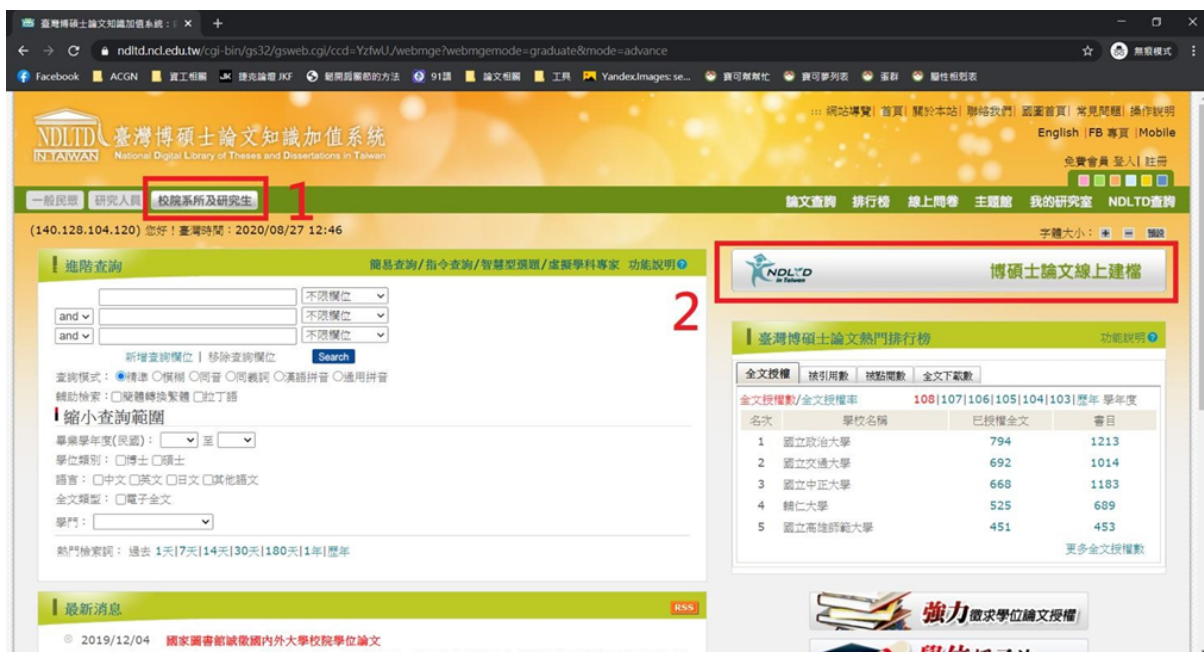 臺灣博碩士論文知識加值系統：
ndltd.ncl.edu.tw/cgi-bin/gs32/gsweb.cgi/ccd=YzfwU./webmge?webmgemode=graduate&mode=advance
無痕模式
Facebook ACGN 資工相關 捷克論壇 JKF 91譜 論文相關 工具 Yandex.Images: se... 寶可夢列表 蛋群 屬性相剋表
::: 網站導覽| 首頁| 關於本站| 聯絡我們| 國圖首頁| 常見問題| 操作說明
English |FB 專頁 |Mobile
NDLTD 臺灣博碩士論文知識加值系統
IN TAIWAN National Digital Library of Theses and Dissertations in Taiwan
免費會員 登入| 註冊
一般民眾 研究人員 校院系所及研究生 1
論文查詢 排行榜 線上問卷 主題館 我的研究室 NDLTD查詢
(140.128.104.120) 您好！臺灣時間：2020/08/27 12:46
字體大小：
進階查詢 簡易查詢/指令查詢/智慧型選題/虛擬學科專家 功能說明
NDLTD in Taiwan 博碩士論文線上建檔
2
不限欄位
and 不限欄位
and 不限欄位
新增查詢欄位 | 移除查詢欄位 Search
查詢模式： 精準 模糊 同音 同義詞 漢語拼音 通用拼音
輔助檢索： 簡體轉換繁體 拉丁語
縮小查詢範圍
畢業學年度(民國)： 至
學位類別： 博士 碩士
語言： 中文 英文 日文 其他語文
全文類型： 電子全文
學門：
熱門檢索詞： 過去 1天|7天|14天|30天|180天|1年|歷年
臺灣博碩士論文熱門排行榜 功能說明
全文授權 被引用數 被點閱數 全文下載數
全文授權數/全文授權率 108|107|106|105|104|103|歷年 學年度
名次 學校名稱 已授權全文 書目
1 國立政治大學 794 1213
2 國立交通大學 692 1014
3 國立中正大學 668 1183
4 輔仁大學 525 689
5 國立高雄師範大學 451 453
更多全文授權數
最新消息 RSS
2019/12/04 國家圖書館誠徵國內外大學校院學位論文
強力徵求學位論文授權